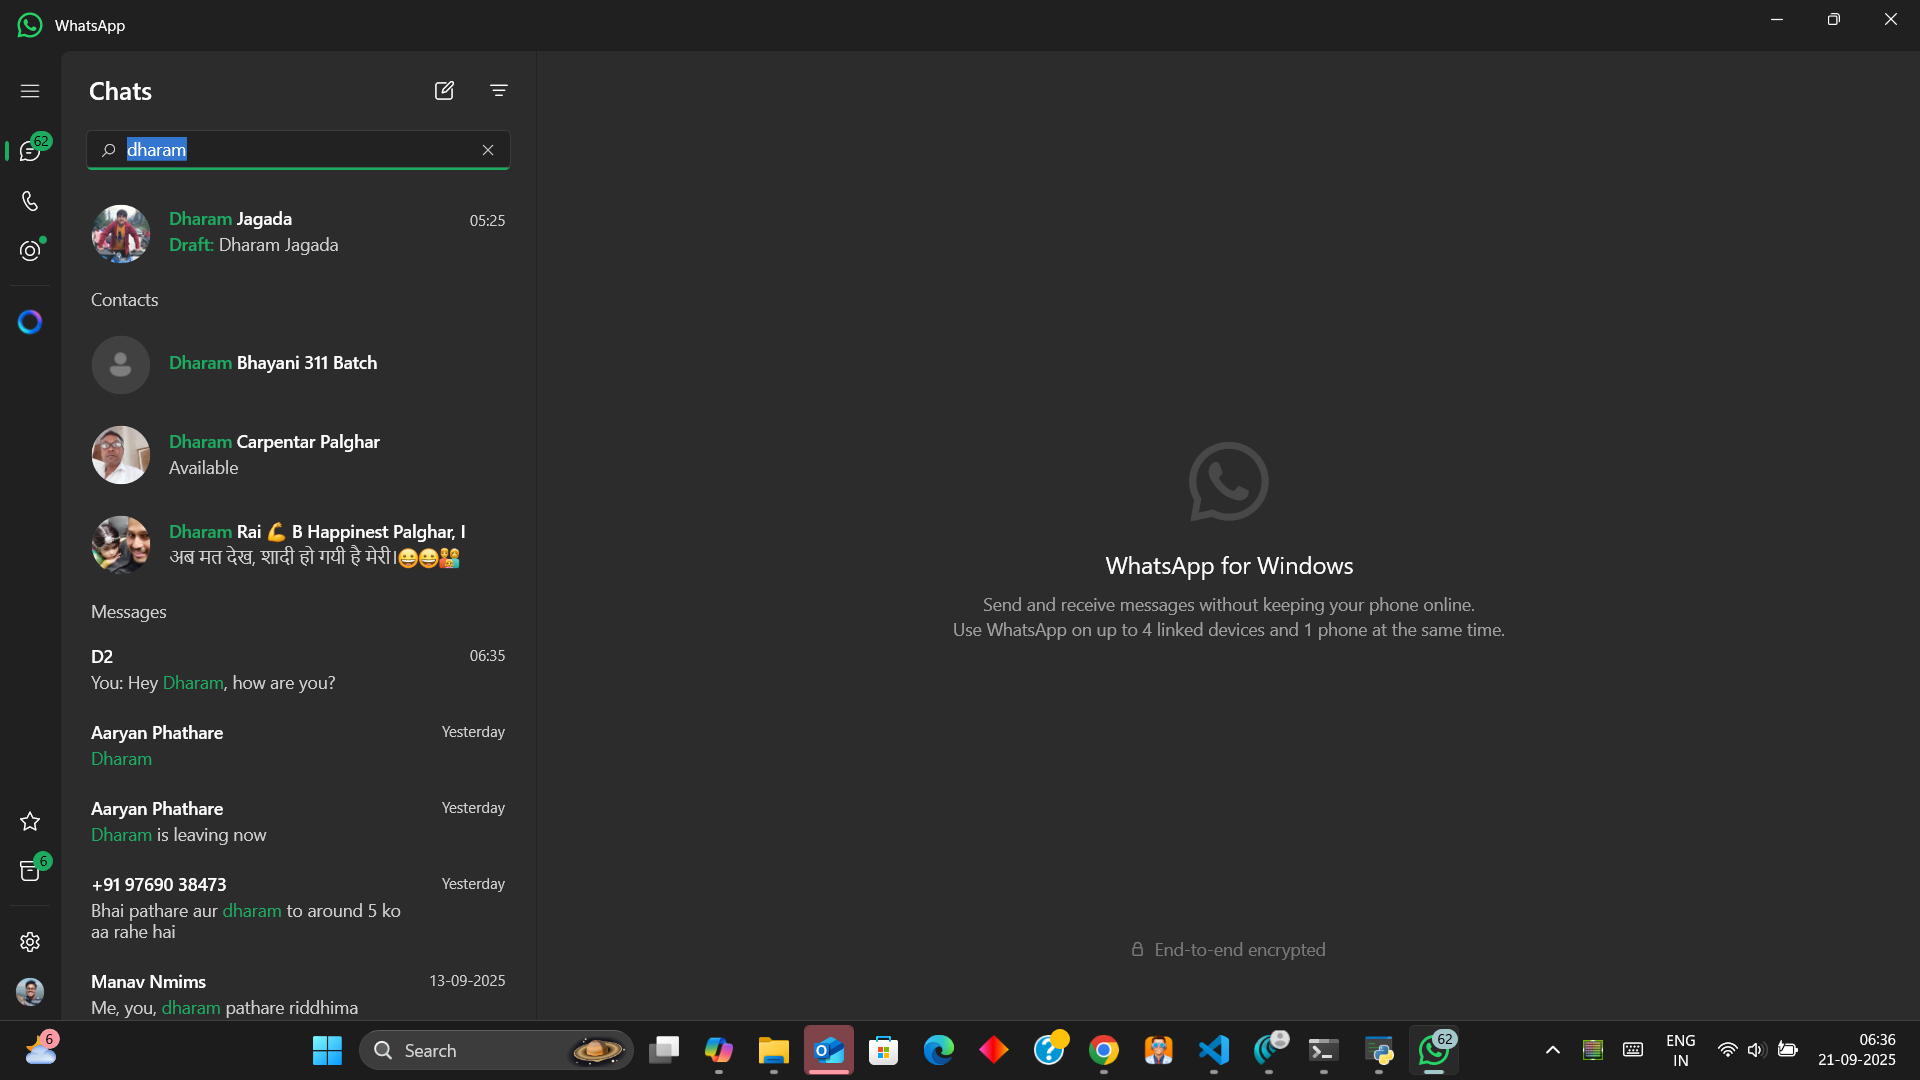 WhatsApp
Chats
62
dharam
Dharam Jagada
05:25
Draft: Dharam Jagada
Contacts
Dharam Bhayani 311 Batch
Dharam Carpentar Palghar
Available
Dharam Rai 💪 B Happinest Palghar, I
अब मत देख, शादी हो गयी है मेरी।😀😀👫
Messages
D2
06:35
You: Hey Dharam, how are you?
Aaryan Phathare
Yesterday
Dharam
Aaryan Phathare
Yesterday
Dharam is leaving now
6
+91 97690 38473
Yesterday
Bhai pathare aur dharam to around 5 ko
aa rahe hai
Manav Nmims
13-09-2025
Me, you, dharam pathare riddhima
WhatsApp for Windows
Send and receive messages without keeping your phone online.
Use WhatsApp on up to 4 linked devices and 1 phone at the same time.
End-to-end encrypted
6
Search
62
ENG
IN
06:36
21-09-2025